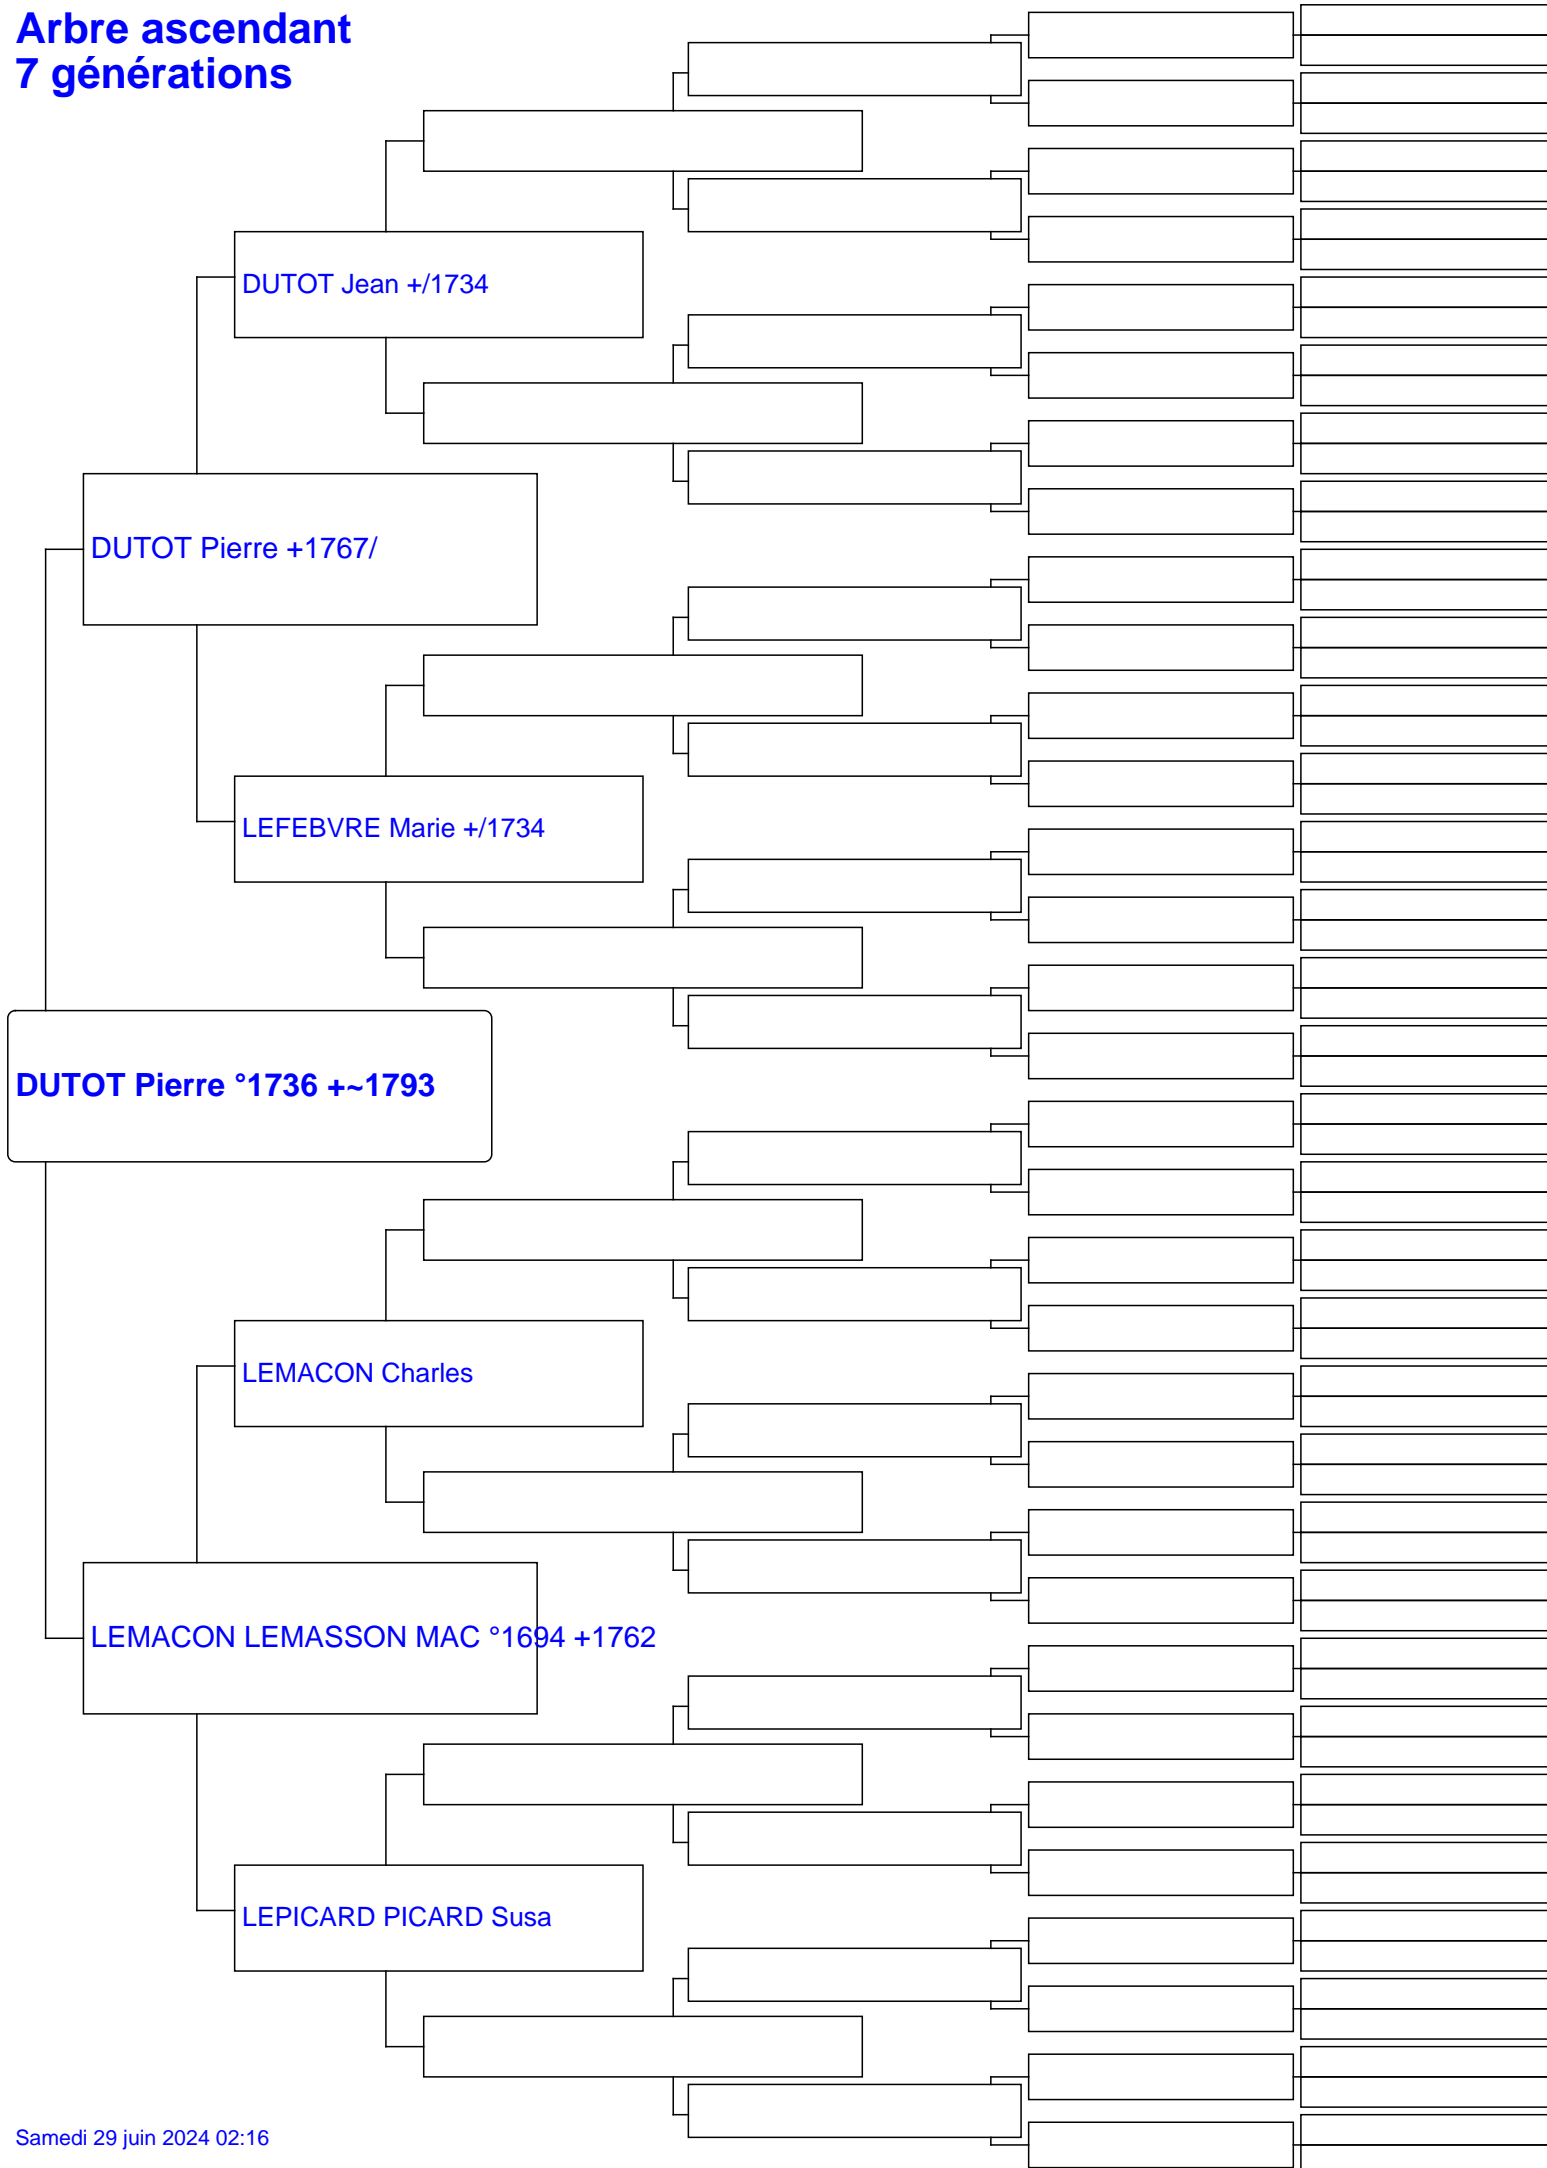 Arbre ascendant
7 générations
DUTOT Jean +/1734
DUTOT Pierre +1767/
LEFEBVRE Marie +/1734
DUTOT Pierre °1736 +~1793
LEMACON Charles
LEMACON LEMASSON MAC °1694 +1762
LEPICARD PICARD Susa
Samedi 29 juin 2024 02:16